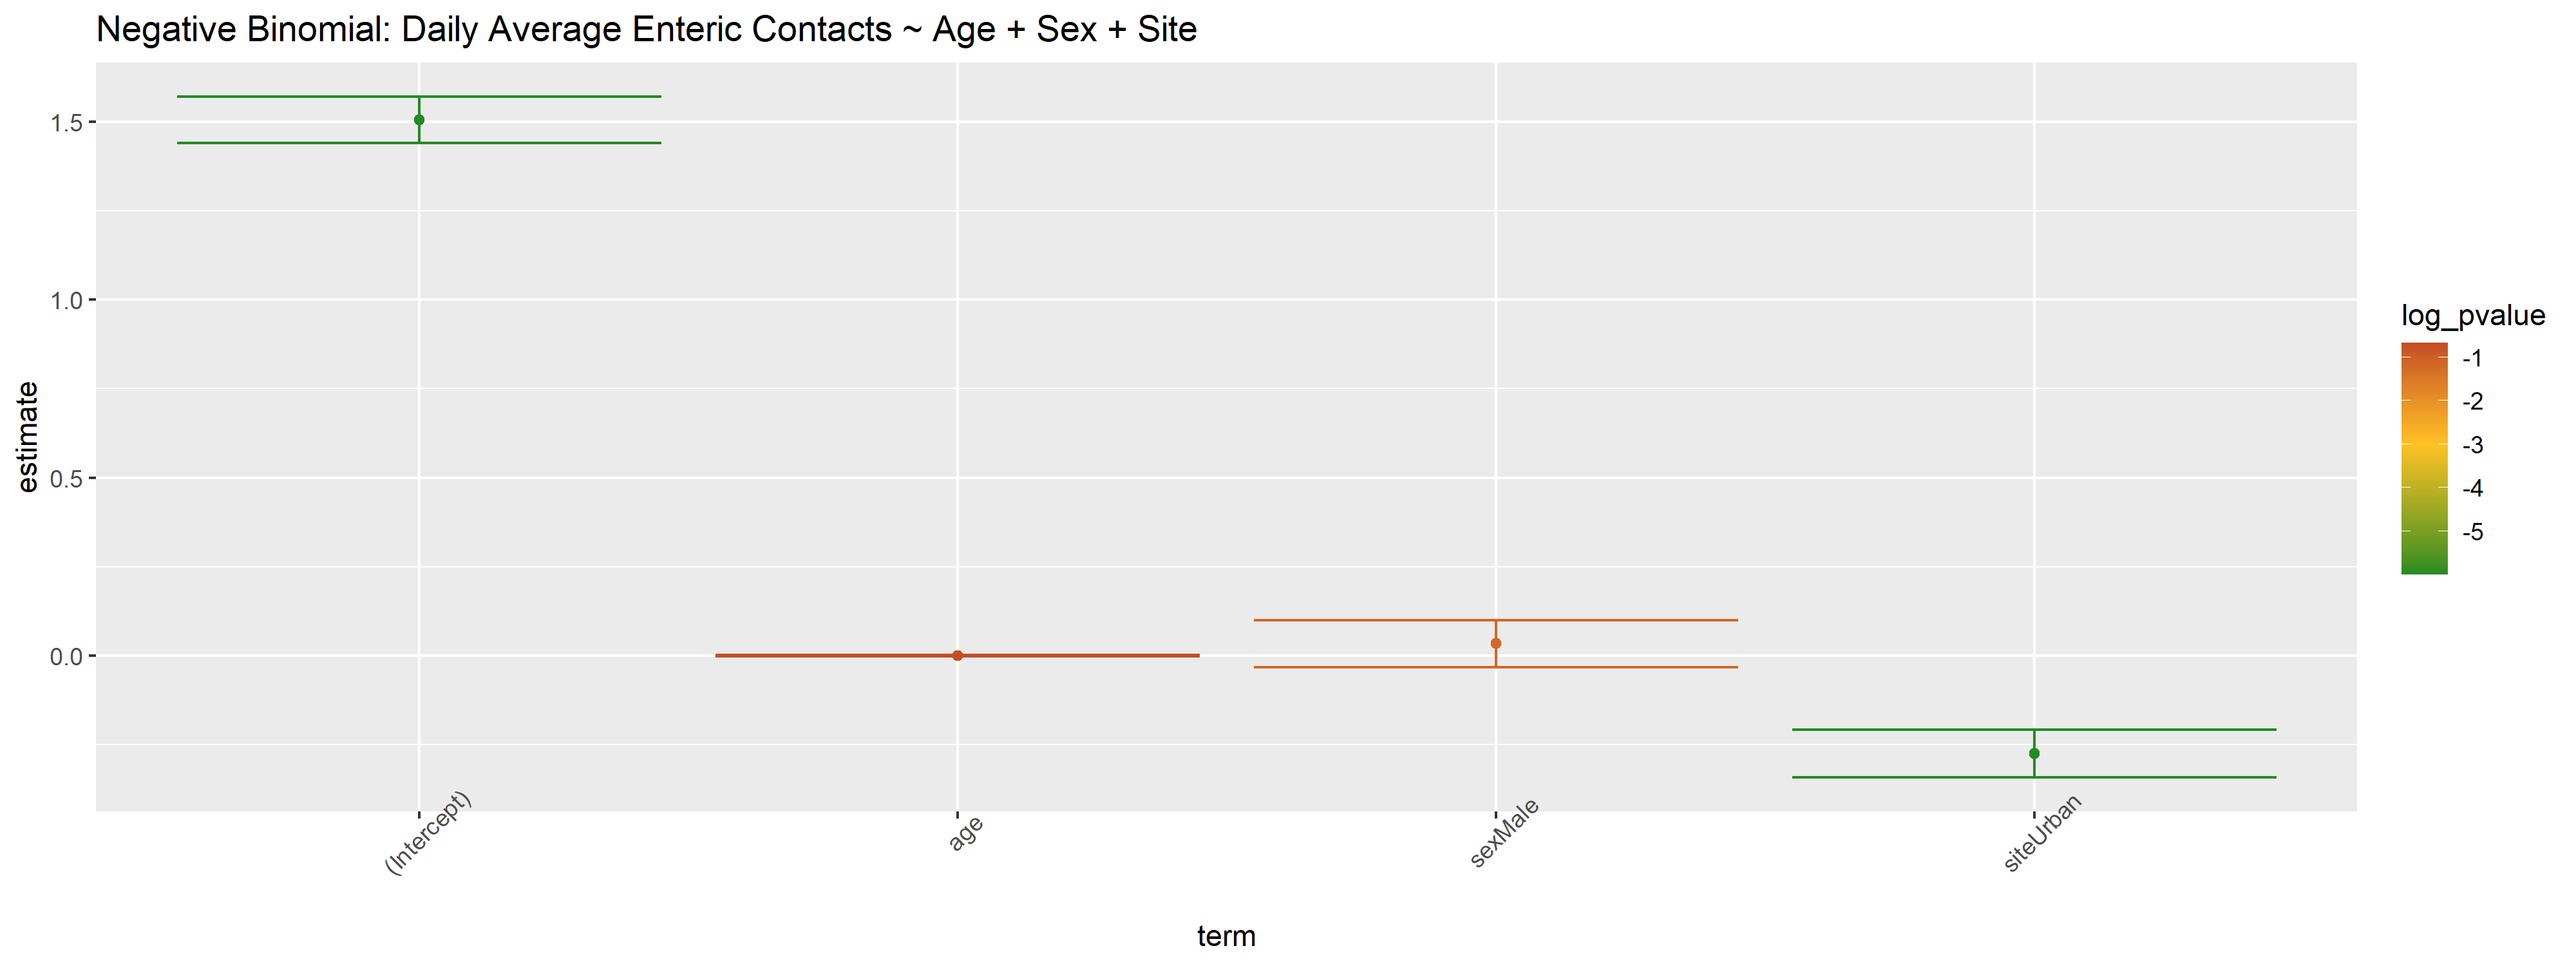 Negative Binomial: Daily Average Enteric Contacts ~ Age + Sex + Site
estimate
1.5
1.0
0.5
0.0
(Intercept)
age
sexMale
siteUrban
term
log_pvalue
-1
-2
-3
-4
-5